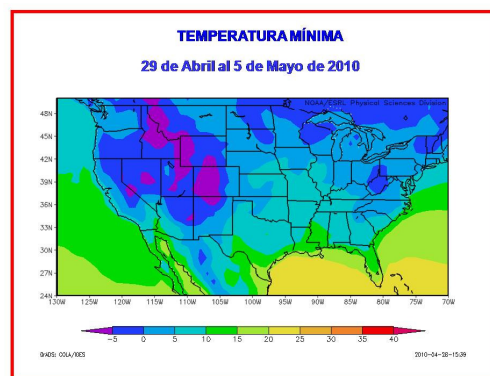 TEMPERATURA MÍNIMA
29 de Abril al 5 de Mayo de 2010
NOAA/ESRL Physical Sciences Division
48N
45N
42N
39N
36N
33N
30N
27N
24N
130W 125W 120W 115W 110W 105W 100W 95W 90W 85W 80W 75W 70W
-5 0 5 10 15 20 25 30 35 40
GrADS: COLA/IGES 2010-04-28-15:39